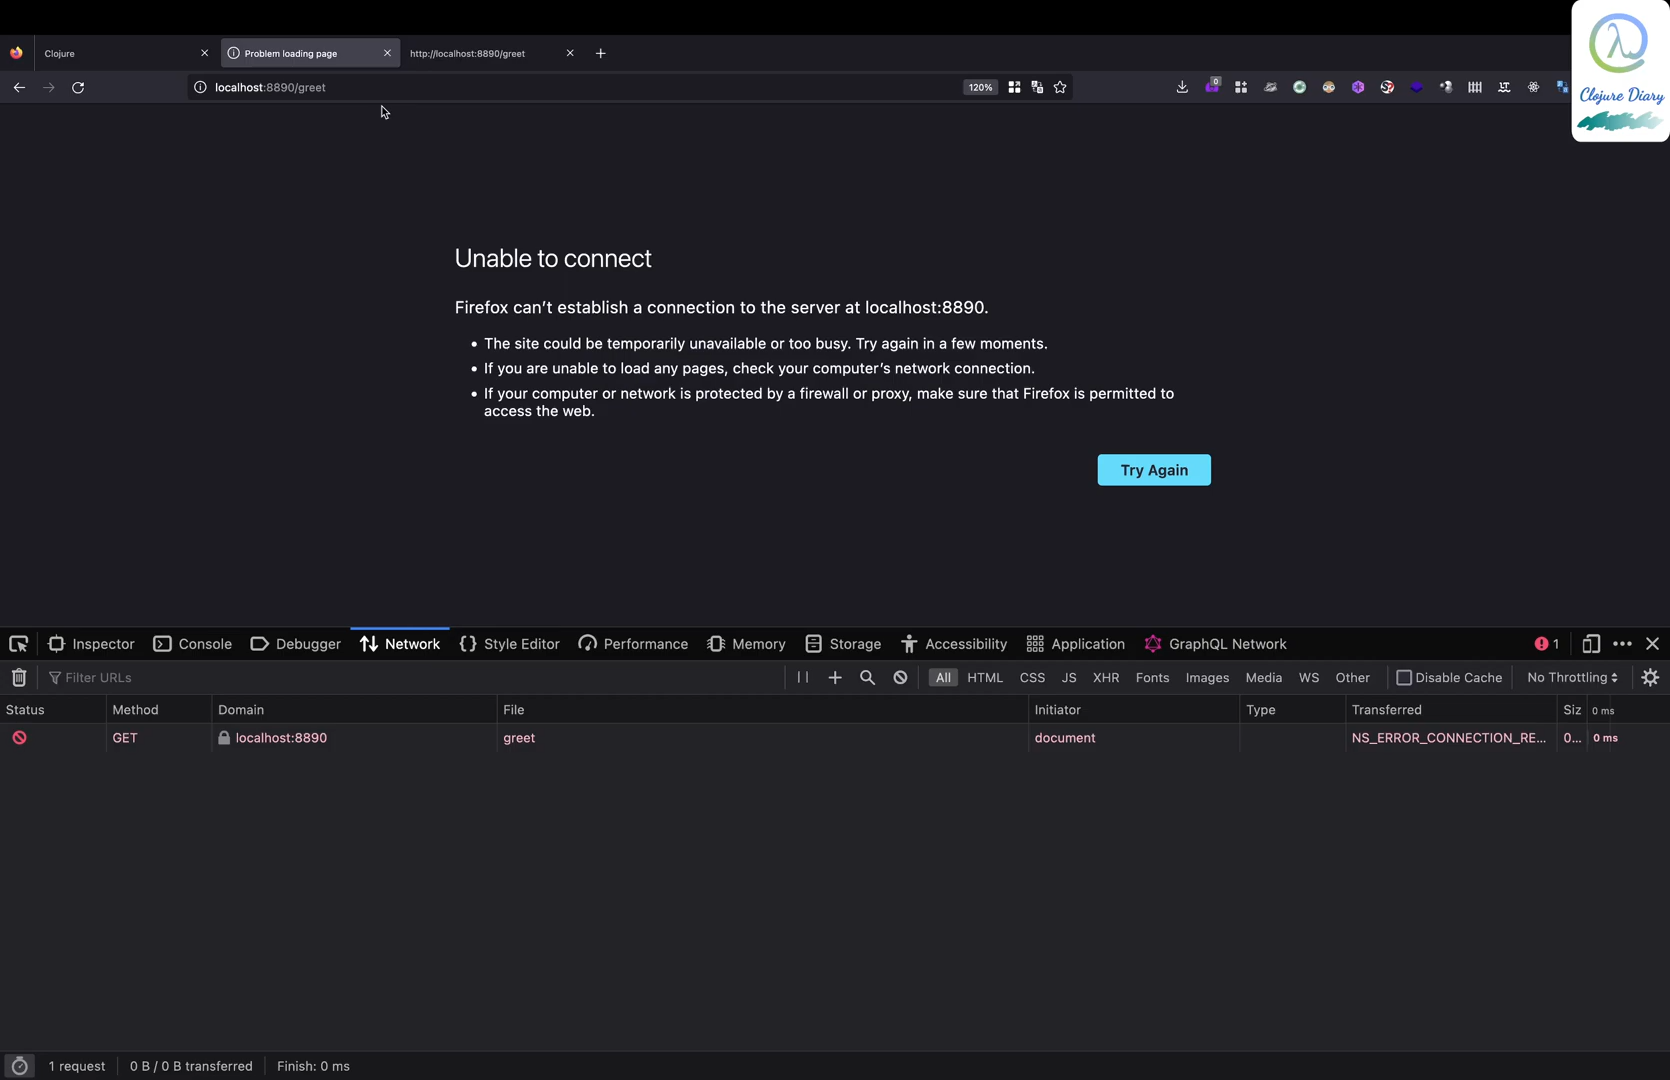 Clojure
Problem loading page
http://localhost:8890/greet
localhost:8890/greet
120%
0
λ
Clojure Diary
Unable to connect
Firefox can’t establish a connection to the server at localhost:8890.
The site could be temporarily unavailable or too busy. Try again in a few moments.
If you are unable to load any pages, check your computer’s network connection.
If your computer or network is protected by a firewall or proxy, make sure that Firefox is permitted to
access the web.
Try Again
Inspector Console Debugger Network Style Editor Performance Memory Storage Accessibility Application GraphQL Network 1
Filter URLs All HTML CSS JS XHR Fonts Images Media WS Other Disable Cache No Throttling
Status Method Domain File Initiator Type Transferred Siz 0 ms
GET localhost:8890 greet document NS_ERROR_CONNECTION_RE... 0... 0 ms
1 request 0 B / 0 B transferred Finish: 0 ms